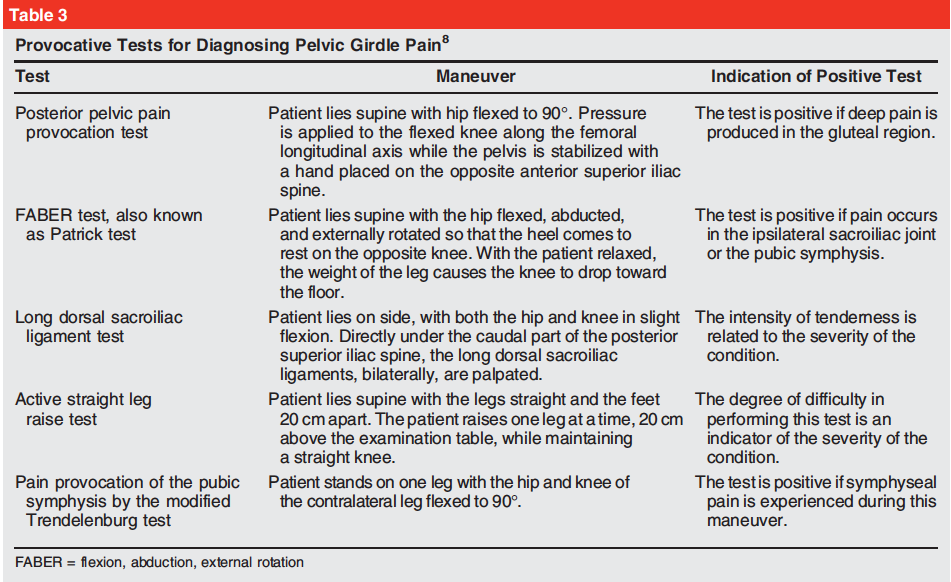 Table 3
Provocative Tests for Diagnosing Pelvic Girdle Pain8
Test Maneuver Indication of Positive Test
Posterior pelvic pain
provocation test
Patient lies supine with hip flexed to 90°. Pressure
is applied to the flexed knee along the femoral
longitudinal axis while the pelvis is stabilized with
a hand placed on the opposite anterior superior iliac
spine.
The test is positive if deep pain is
produced in the gluteal region.
FABER test, also known
as Patrick test
Patient lies supine with the hip flexed, abducted,
and externally rotated so that the heel comes to
rest on the opposite knee. With the patient relaxed,
the weight of the leg causes the knee to drop toward
the floor.
The test is positive if pain occurs
in the ipsilateral sacroiliac joint
or the pubic symphysis.
Long dorsal sacroiliac
ligament test
Patient lies on side, with both the hip and knee in slight
flexion. Directly under the caudal part of the posterior
superior iliac spine, the long dorsal sacroiliac
ligaments, bilaterally, are palpated.
The intensity of tenderness is
related to the severity of the
condition.
Active straight leg
raise test
Patient lies supine with the legs straight and the feet
20 cm apart. The patient raises one leg at a time, 20 cm
above the examination table, while maintaining
a straight knee.
The degree of difficulty in
performing this test is an
indicator of the severity of the
condition.
Pain provocation of the pubic
symphysis by the modified
Trendelenburg test
Patient stands on one leg with the hip and knee of
the contralateral leg flexed to 90°.
The test is positive if symphyseal
pain is experienced during this
maneuver.
FABER = flexion, abduction, external rotation